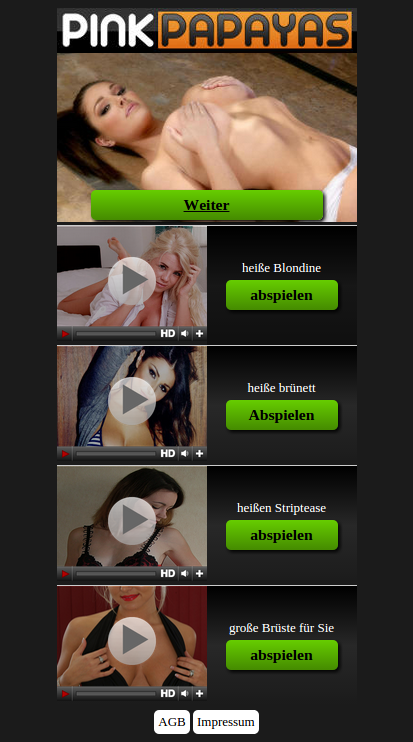 PINK PAPAYAS
Weiter
heiße Blondine
abspielen
HD
heiße brünett
Abspielen
HD
heißen Striptease
abspielen
HD
große Brüste für Sie
abspielen
HD
AGB Impressum